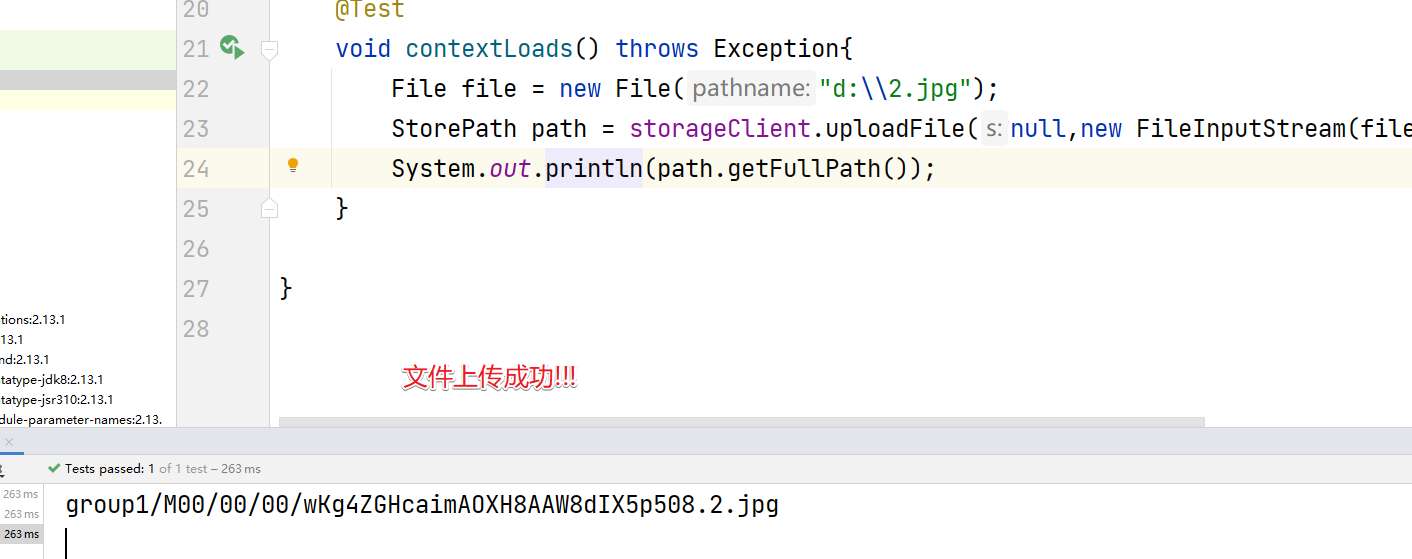 20 @Test
21 void contextLoads() throws Exception{
22 File file = new File( pathname: "d:\\2.jpg");
23 StorePath path = storageClient.uploadFile( s: null,new FileInputStream(file
24 System.out.println(path.getFullPath());
25 }
26
27 }
28
tions:2.13.1
13.1
nd:2.13.1
tatype-jdk8:2.13.1
tatype-jsr310:2.13.1
dule-parameter-names:2.13.
文件上传成功!!!
Tests passed: 1 of 1 test – 263 ms
263 ms
263 ms
263 ms
group1/M00/00/00/wKg4ZGHcaimAOXH8AAW8dIX5p508.2.jpg